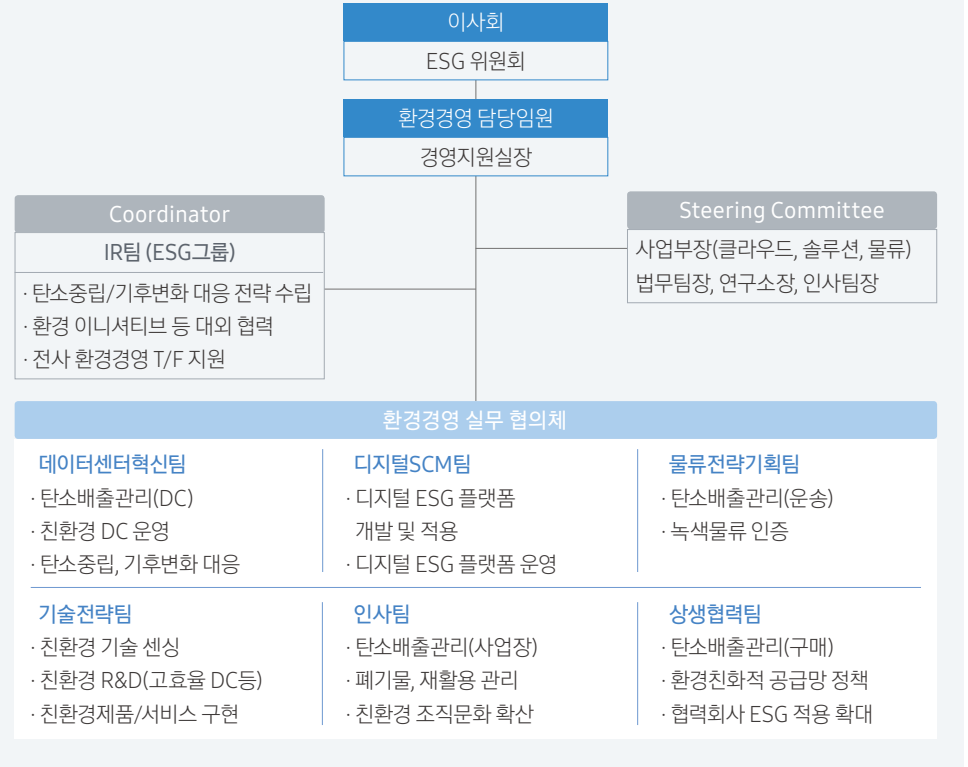 이사회
ESG 위원회
환경경영 담당임원
경영지원실장
Coordinator
IR팀 (ESG그룹)
· 탄소중립/기후변화 대응 전략 수립
· 환경 이니셔티브 등 대외 협력
· 전사 환경경영 T/F 지원
Steering Committee
사업부장(클라우드, 솔루션, 물류)
법무팀장, 연구소장, 인사팀장
환경경영 실무 협의체
데이터센터혁신팀
· 탄소배출관리(DC)
· 친환경 DC 운영
· 탄소중립, 기후변화 대응
디지털SCM팀
· 디지털 ESG 플랫폼
개발 및 적용
· 디지털 ESG 플랫폼 운영
물류전략기획팀
· 탄소배출관리(운송)
· 녹색물류 인증
기술전략팀
· 친환경 기술 센싱
· 친환경 R&D(고효율 DC등)
· 친환경제품/서비스 구현
인사팀
· 탄소배출관리(사업장)
· 폐기물, 재활용 관리
· 친환경 조직문화 확산
상생협력팀
· 탄소배출관리(구매)
· 환경친화적 공급망 정책
· 협력회사 ESG 적용 확대